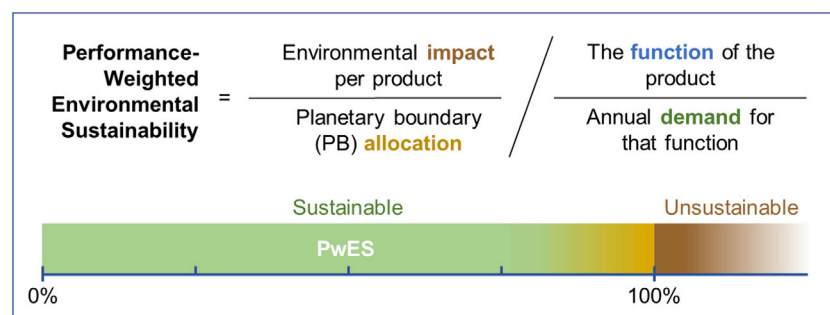 Performance-
Weighted
Environmental
Sustainability
=
Environmental impact
per product
Planetary boundary
(PB) allocation
/
The function of the
product
Annual demand for
that function
Sustainable
Unsustainable
PwES
0%
100%